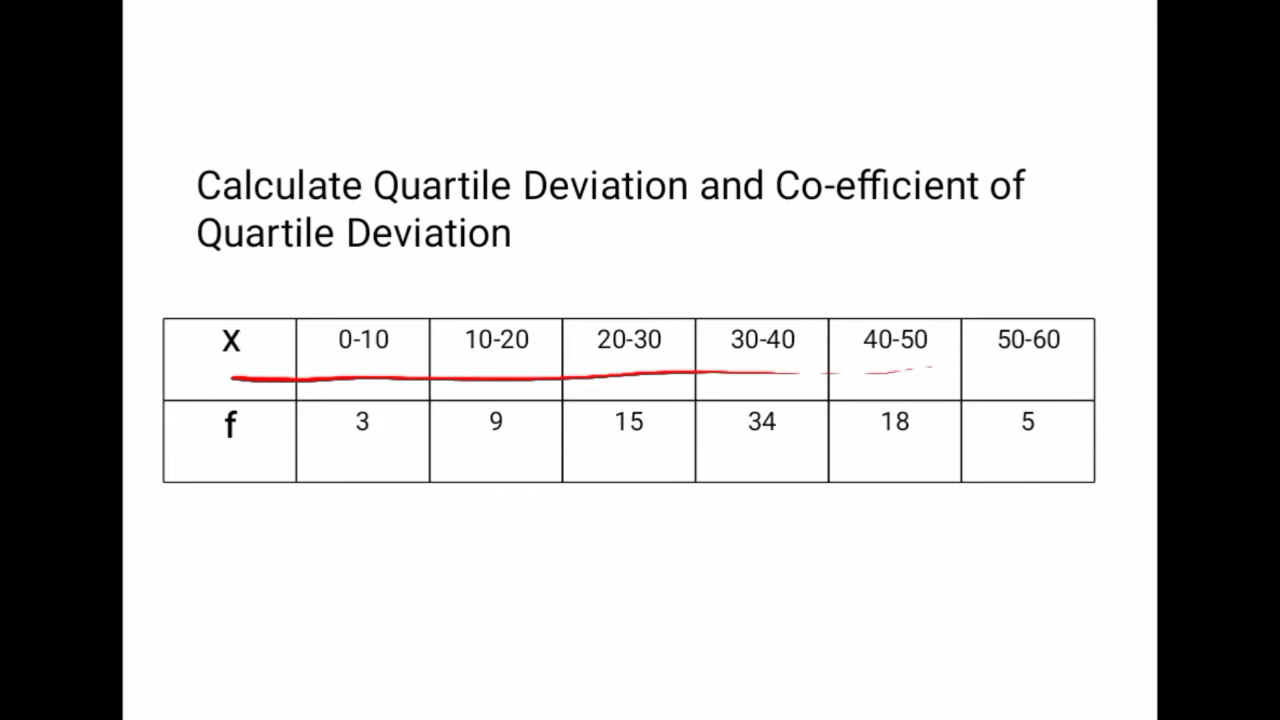 Calculate Quartile Deviation and Co-efficient of
Quartile Deviation
X 0-10 10-20 20-30 30-40 40-50 50-60
f 3 9 15 34 18 5